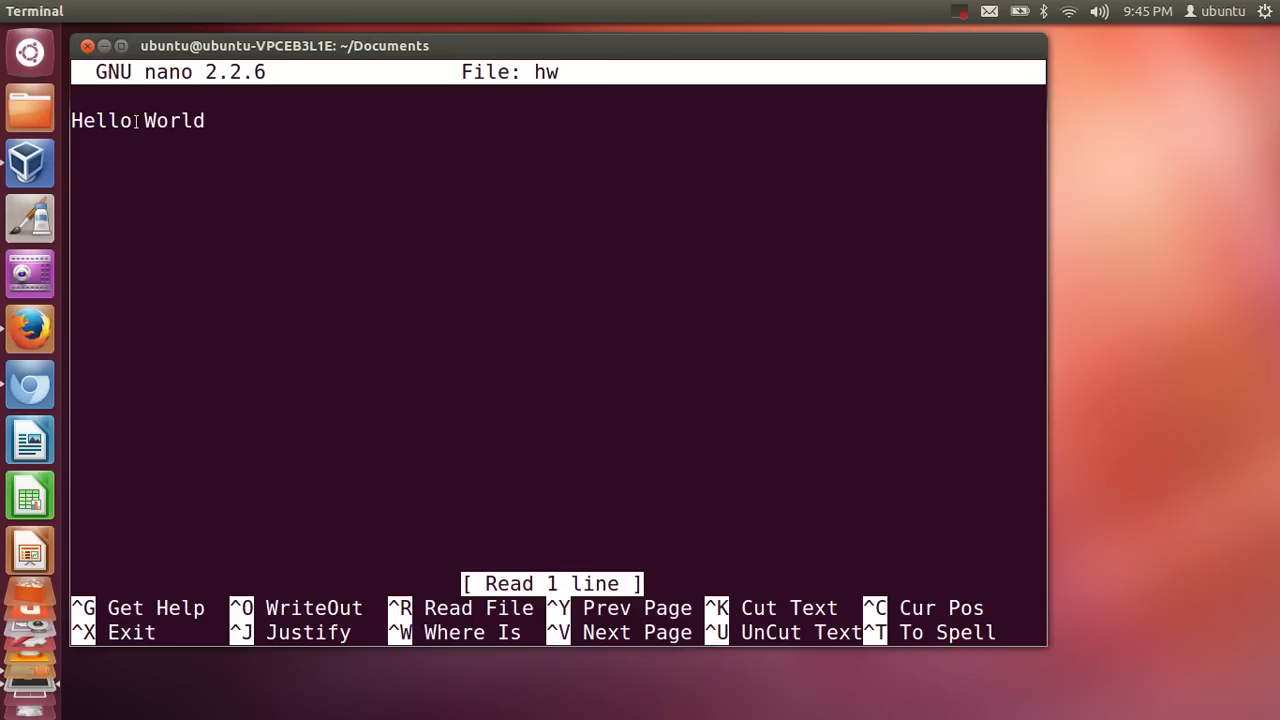 Terminal
9:45 PM ubuntu
ubuntu@ubuntu-VPCEB3L1E: ~/Documents
GNU nano 2.2.6 File: hw
Hello World
[ Read 1 line ]
^G Get Help ^O WriteOut ^R Read File ^Y Prev Page ^K Cut Text ^C Cur Pos
^X Exit ^J Justify ^W Where Is ^V Next Page ^U UnCut Text^T To Spell